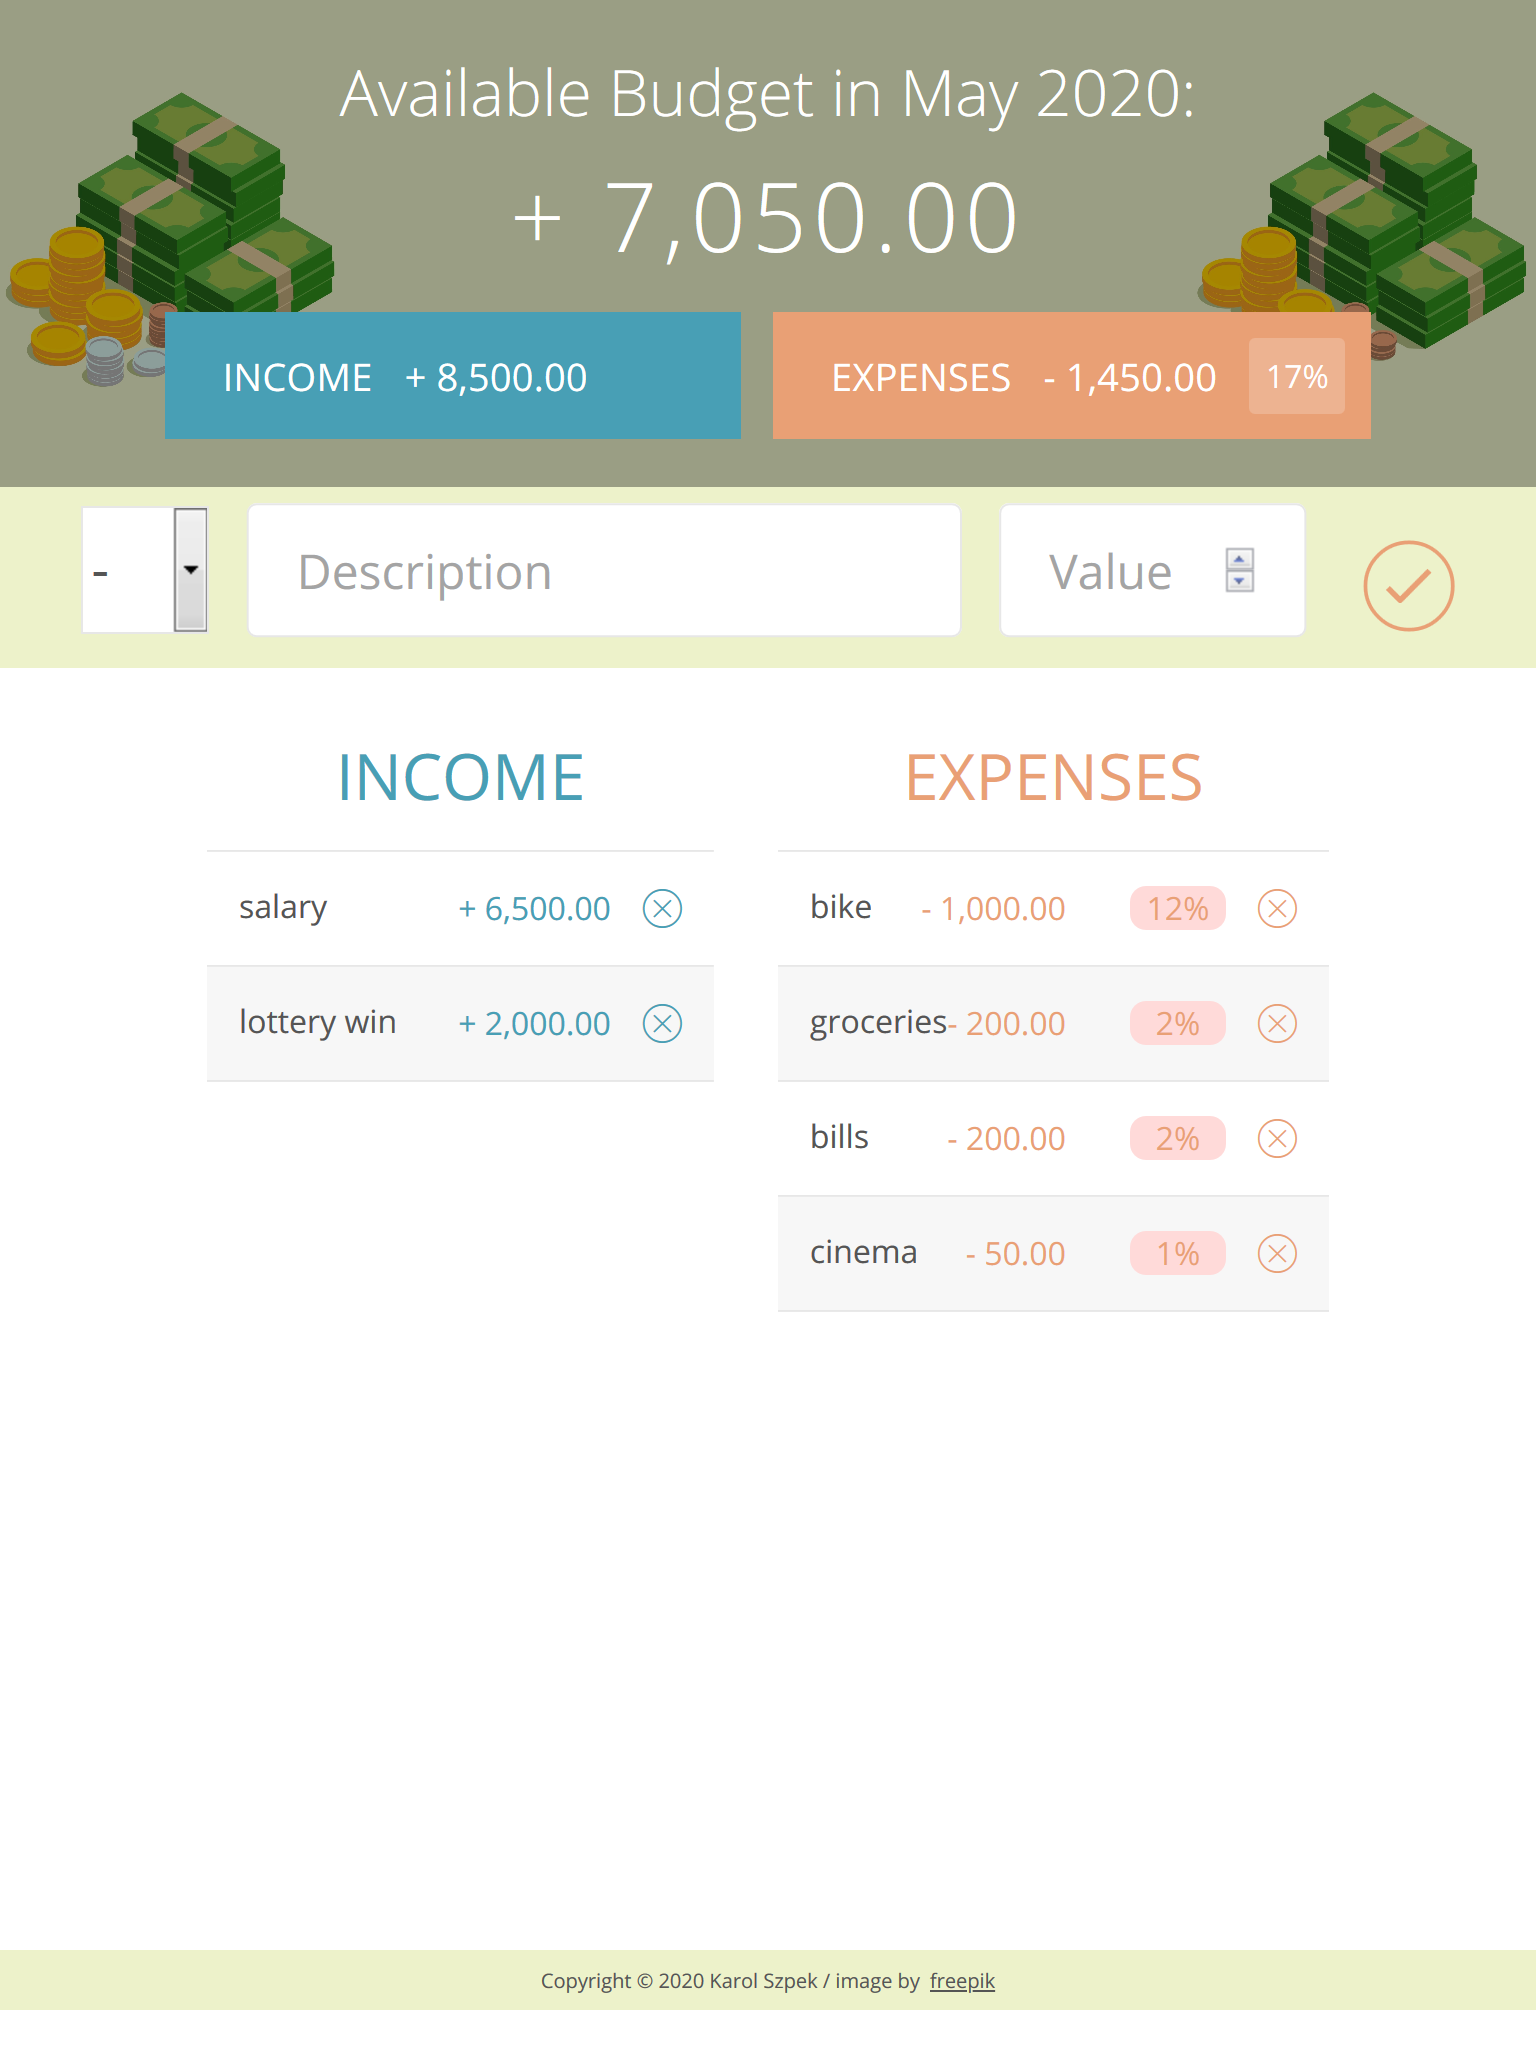 Available Budget in May 2020:
+ 7,050.00
INCOME + 8,500.00
EXPENSES - 1,450.00 17%
- Description Value
INCOME
salary + 6,500.00
lottery win + 2,000.00
EXPENSES
bike - 1,000.00 12%
groceries- 200.00 2%
bills - 200.00 2%
cinema - 50.00 1%
Copyright © 2020 Karol Szpek / image by freepik